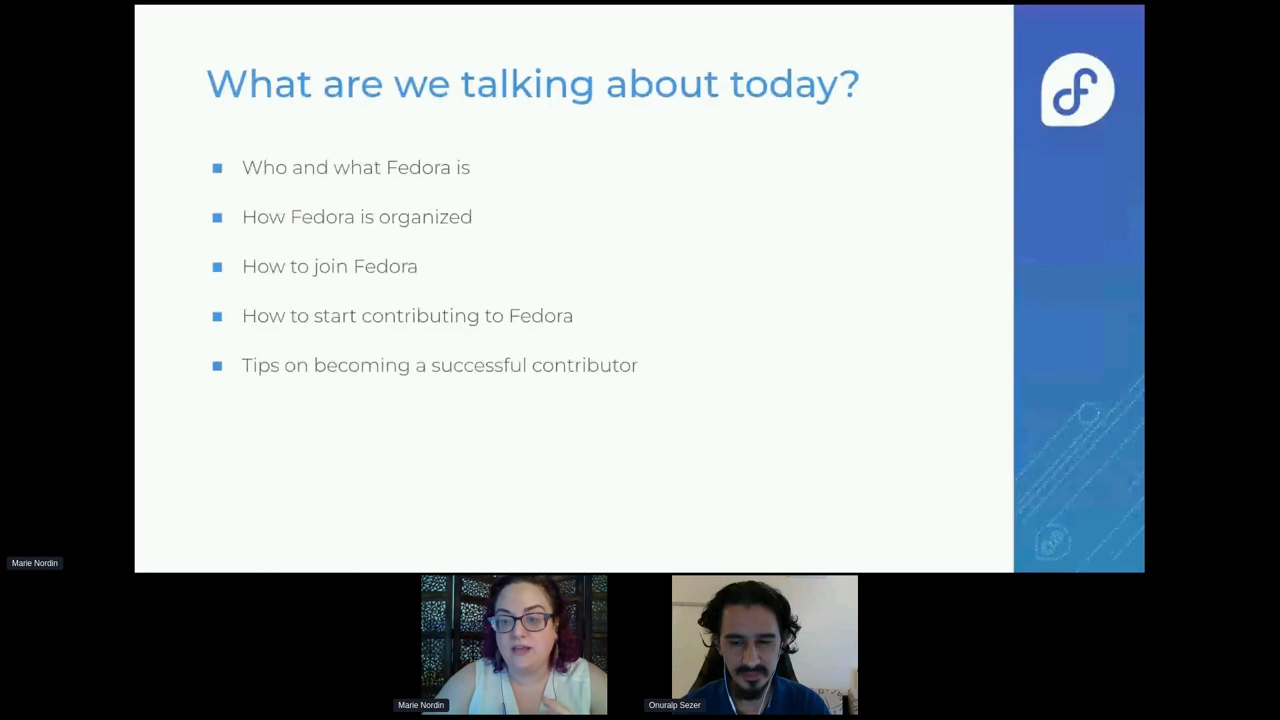 What are we talking about today?
Who and what Fedora is
How Fedora is organized
How to join Fedora
How to start contributing to Fedora
Tips on becoming a successful contributor
Marie Nordin
Marie Nordin
Onuralp Sezer